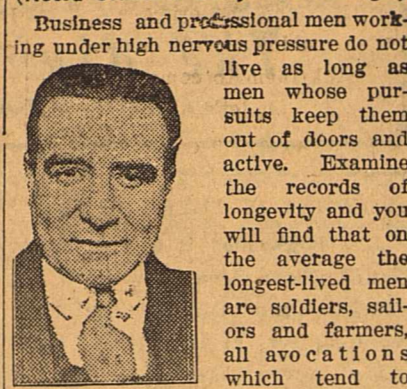 Business and professional men work-
ing under high nervous pressure do not
live as long as
men whose pur-
suits keep them
out of doors and
active. Examine
the records of
longevity and you
will find that on
the average the
longest-lived men
are soldiers, sail-
ors and farmers,
all avocations
which tend to